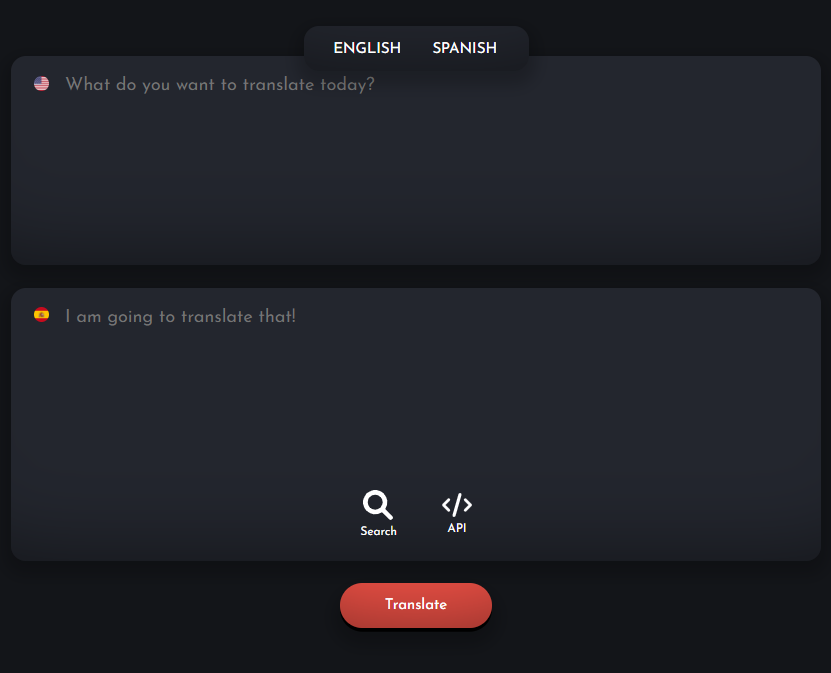 ENGLISH SPANISH
What do you want to translate today?
I am going to translate that!
Search API
Translate